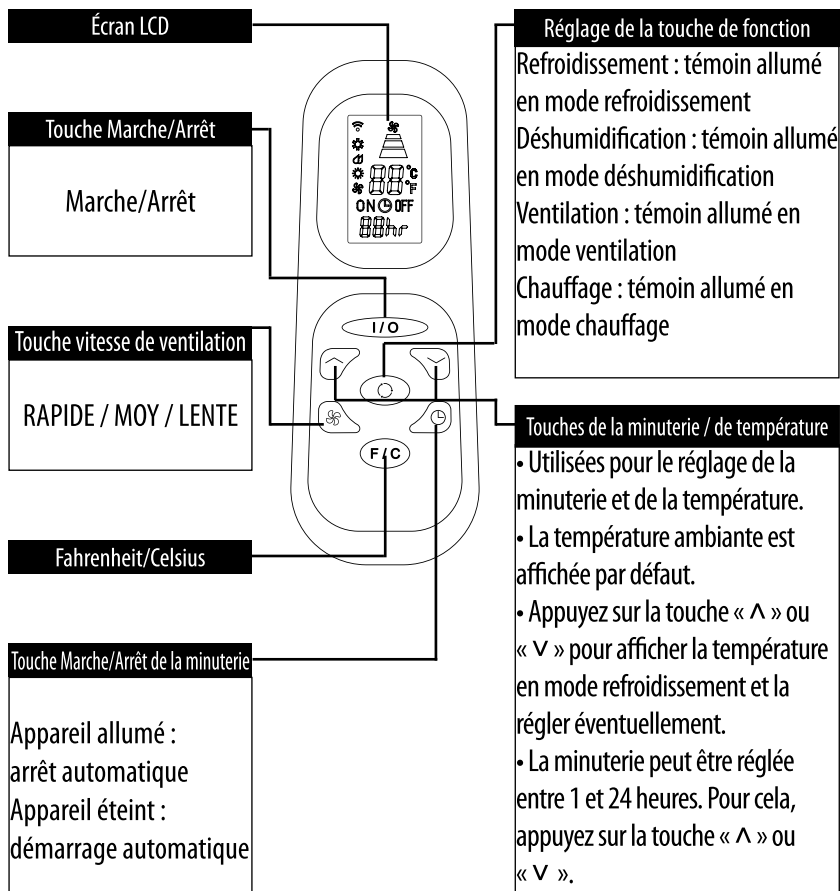 Écran LCD
Touche Marche/Arrêt
Marche/Arrêt
Touche vitesse de ventilation
RAPIDE / MOY / LENTE
Fahrenheit/Celsius
Touche Marche/Arrêt de la minuterie
Appareil allumé :
arrêt automatique
Appareil éteint :
démarrage automatique
°C
88°F
ON OFF
88hr
I/O
F/C
Réglage de la touche de fonction
Refroidissement : témoin allumé
en mode refroidissement
Déshumidification : témoin allumé
en mode déshumidification
Ventilation : témoin allumé en
mode ventilation
Chauffage : témoin allumé en
mode chauffage
Touches de la minuterie / de température
• Utilisées pour le réglage de la
minuterie et de la température.
• La température ambiante est
affichée par défaut.
• Appuyez sur la touche « ˄ » ou
« ˅ » pour afficher la température
en mode refroidissement et la
régler éventuellement.
• La minuterie peut être réglée
entre 1 et 24 heures. Pour cela,
appuyez sur la touche « ˄ » ou
« ˅ ».